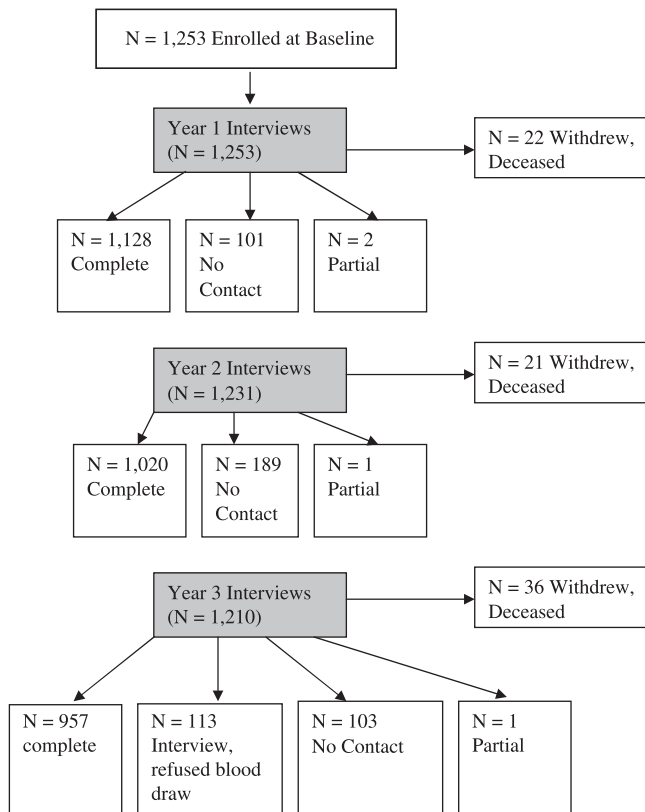 N = 1,253 Enrolled at Baseline
Year 1 Interviews
(N = 1,253)
N = 22 Withdrew,
Deceased
N = 1,128
Complete
N = 101
No
Contact
N = 2
Partial
Year 2 Interviews
(N = 1,231)
N = 21 Withdrew,
Deceased
N = 1,020
Complete
N = 189
No
Contact
N = 1
Partial
Year 3 Interviews
(N = 1,210)
N = 36 Withdrew,
Deceased
N = 957
complete
N = 113
Interview,
refused blood
draw
N = 103
No Contact
N = 1
Partial